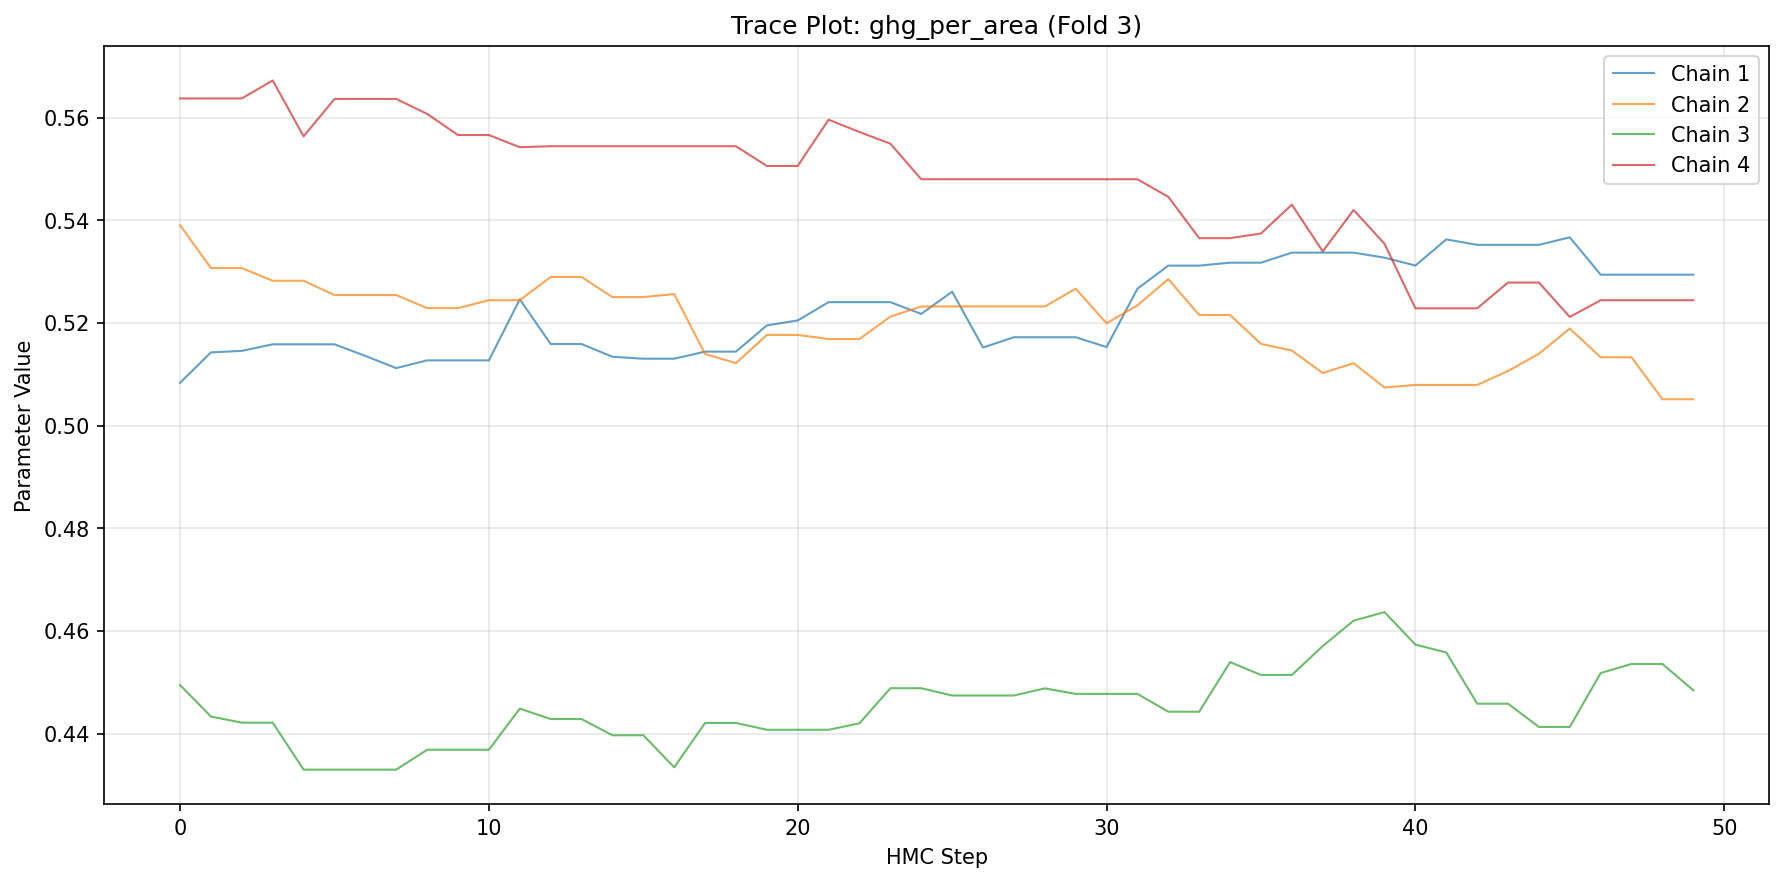 Trace Plot: ghg_per_area (Fold 3)
Chain 1
Chain 2
Chain 3
Chain 4
Parameter Value
0.56
0.54
0.52
0.50
0.48
0.46
0.44
0 10 20 30 40 50
HMC Step